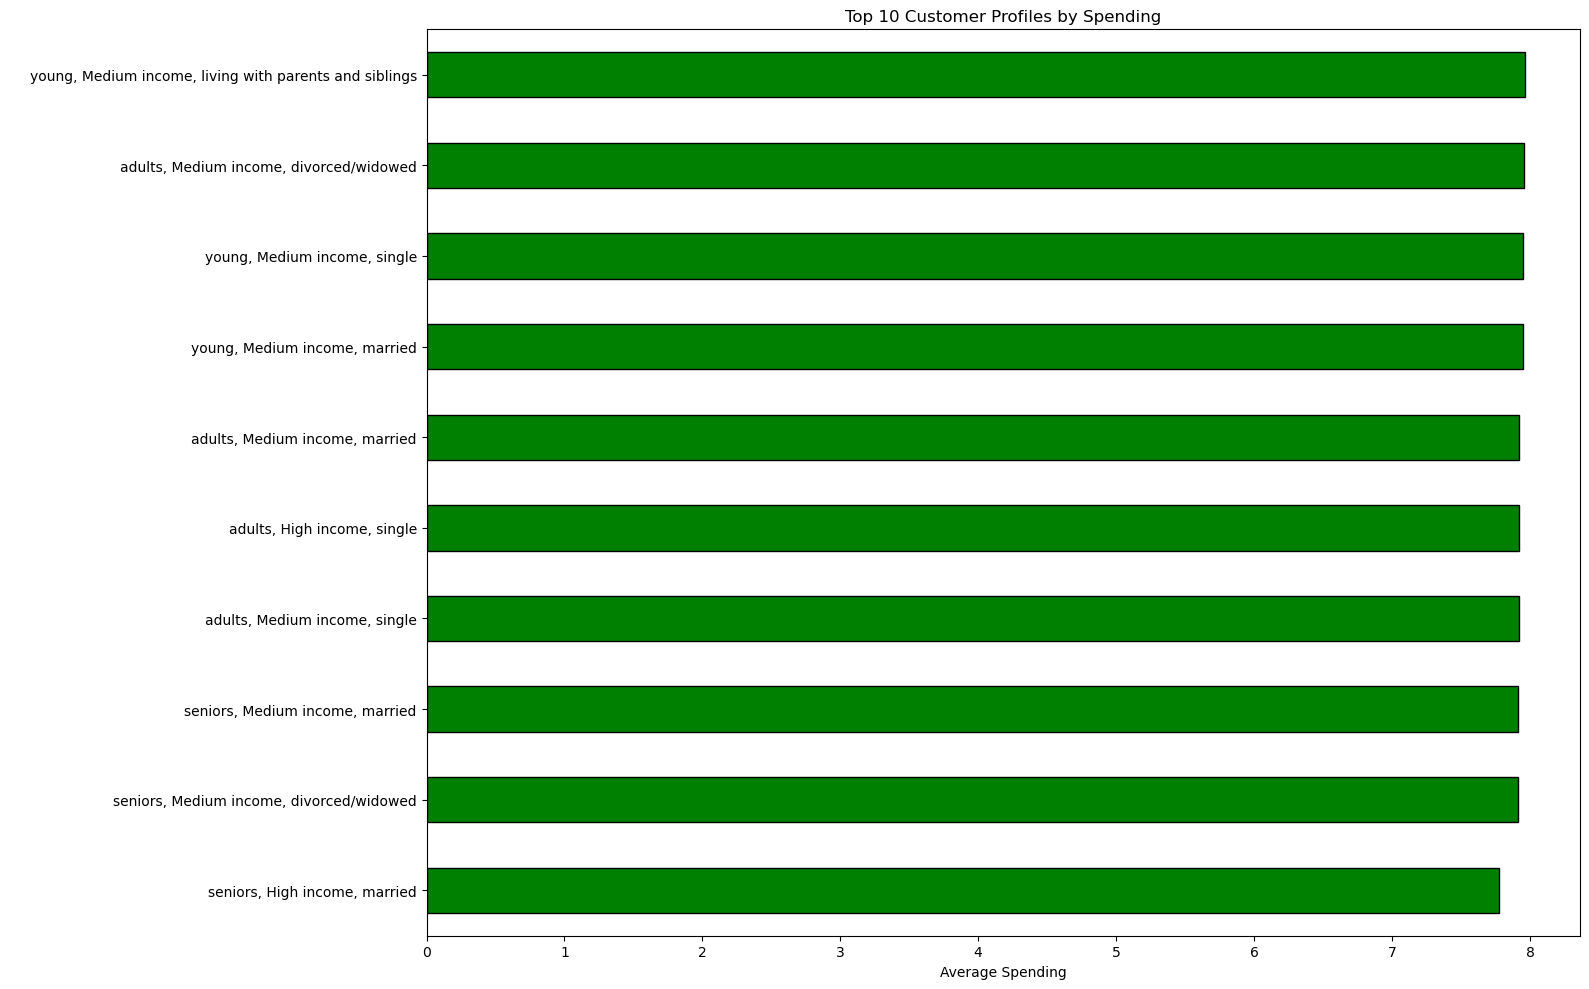 Top 10 Customer Profiles by Spending
young, Medium income, living with parents and siblings
adults, Medium income, divorced/widowed
young, Medium income, single
young, Medium income, married
adults, Medium income, married
adults, High income, single
adults, Medium income, single
seniors, Medium income, married
seniors, Medium income, divorced/widowed
seniors, High income, married
0 1 2 3 4 5 6 7 8
Average Spending